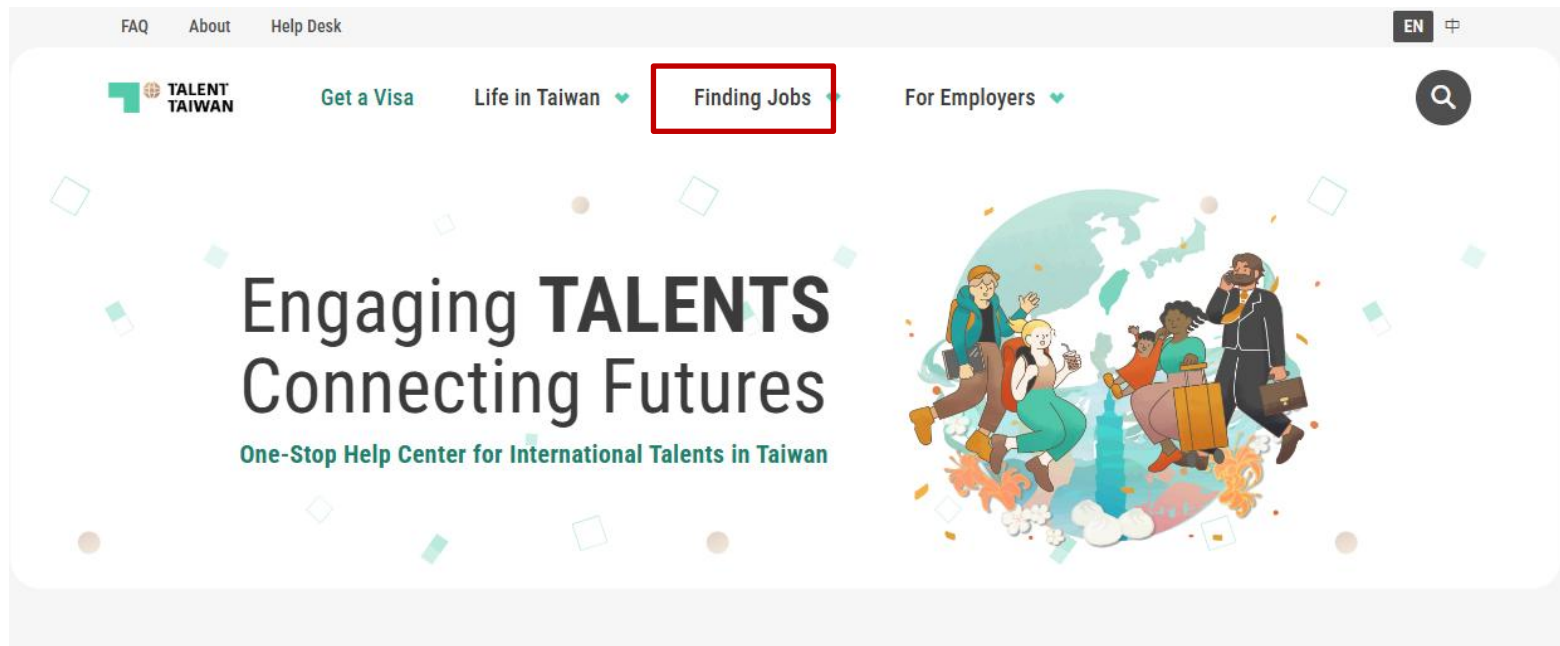 FAQ About Help Desk EN 中
TALENT
TAIWAN
Get a Visa Life in Taiwan Finding Jobs For Employers
Engaging TALENTS
Connecting Futures
One-Stop Help Center for International Talents in Taiwan